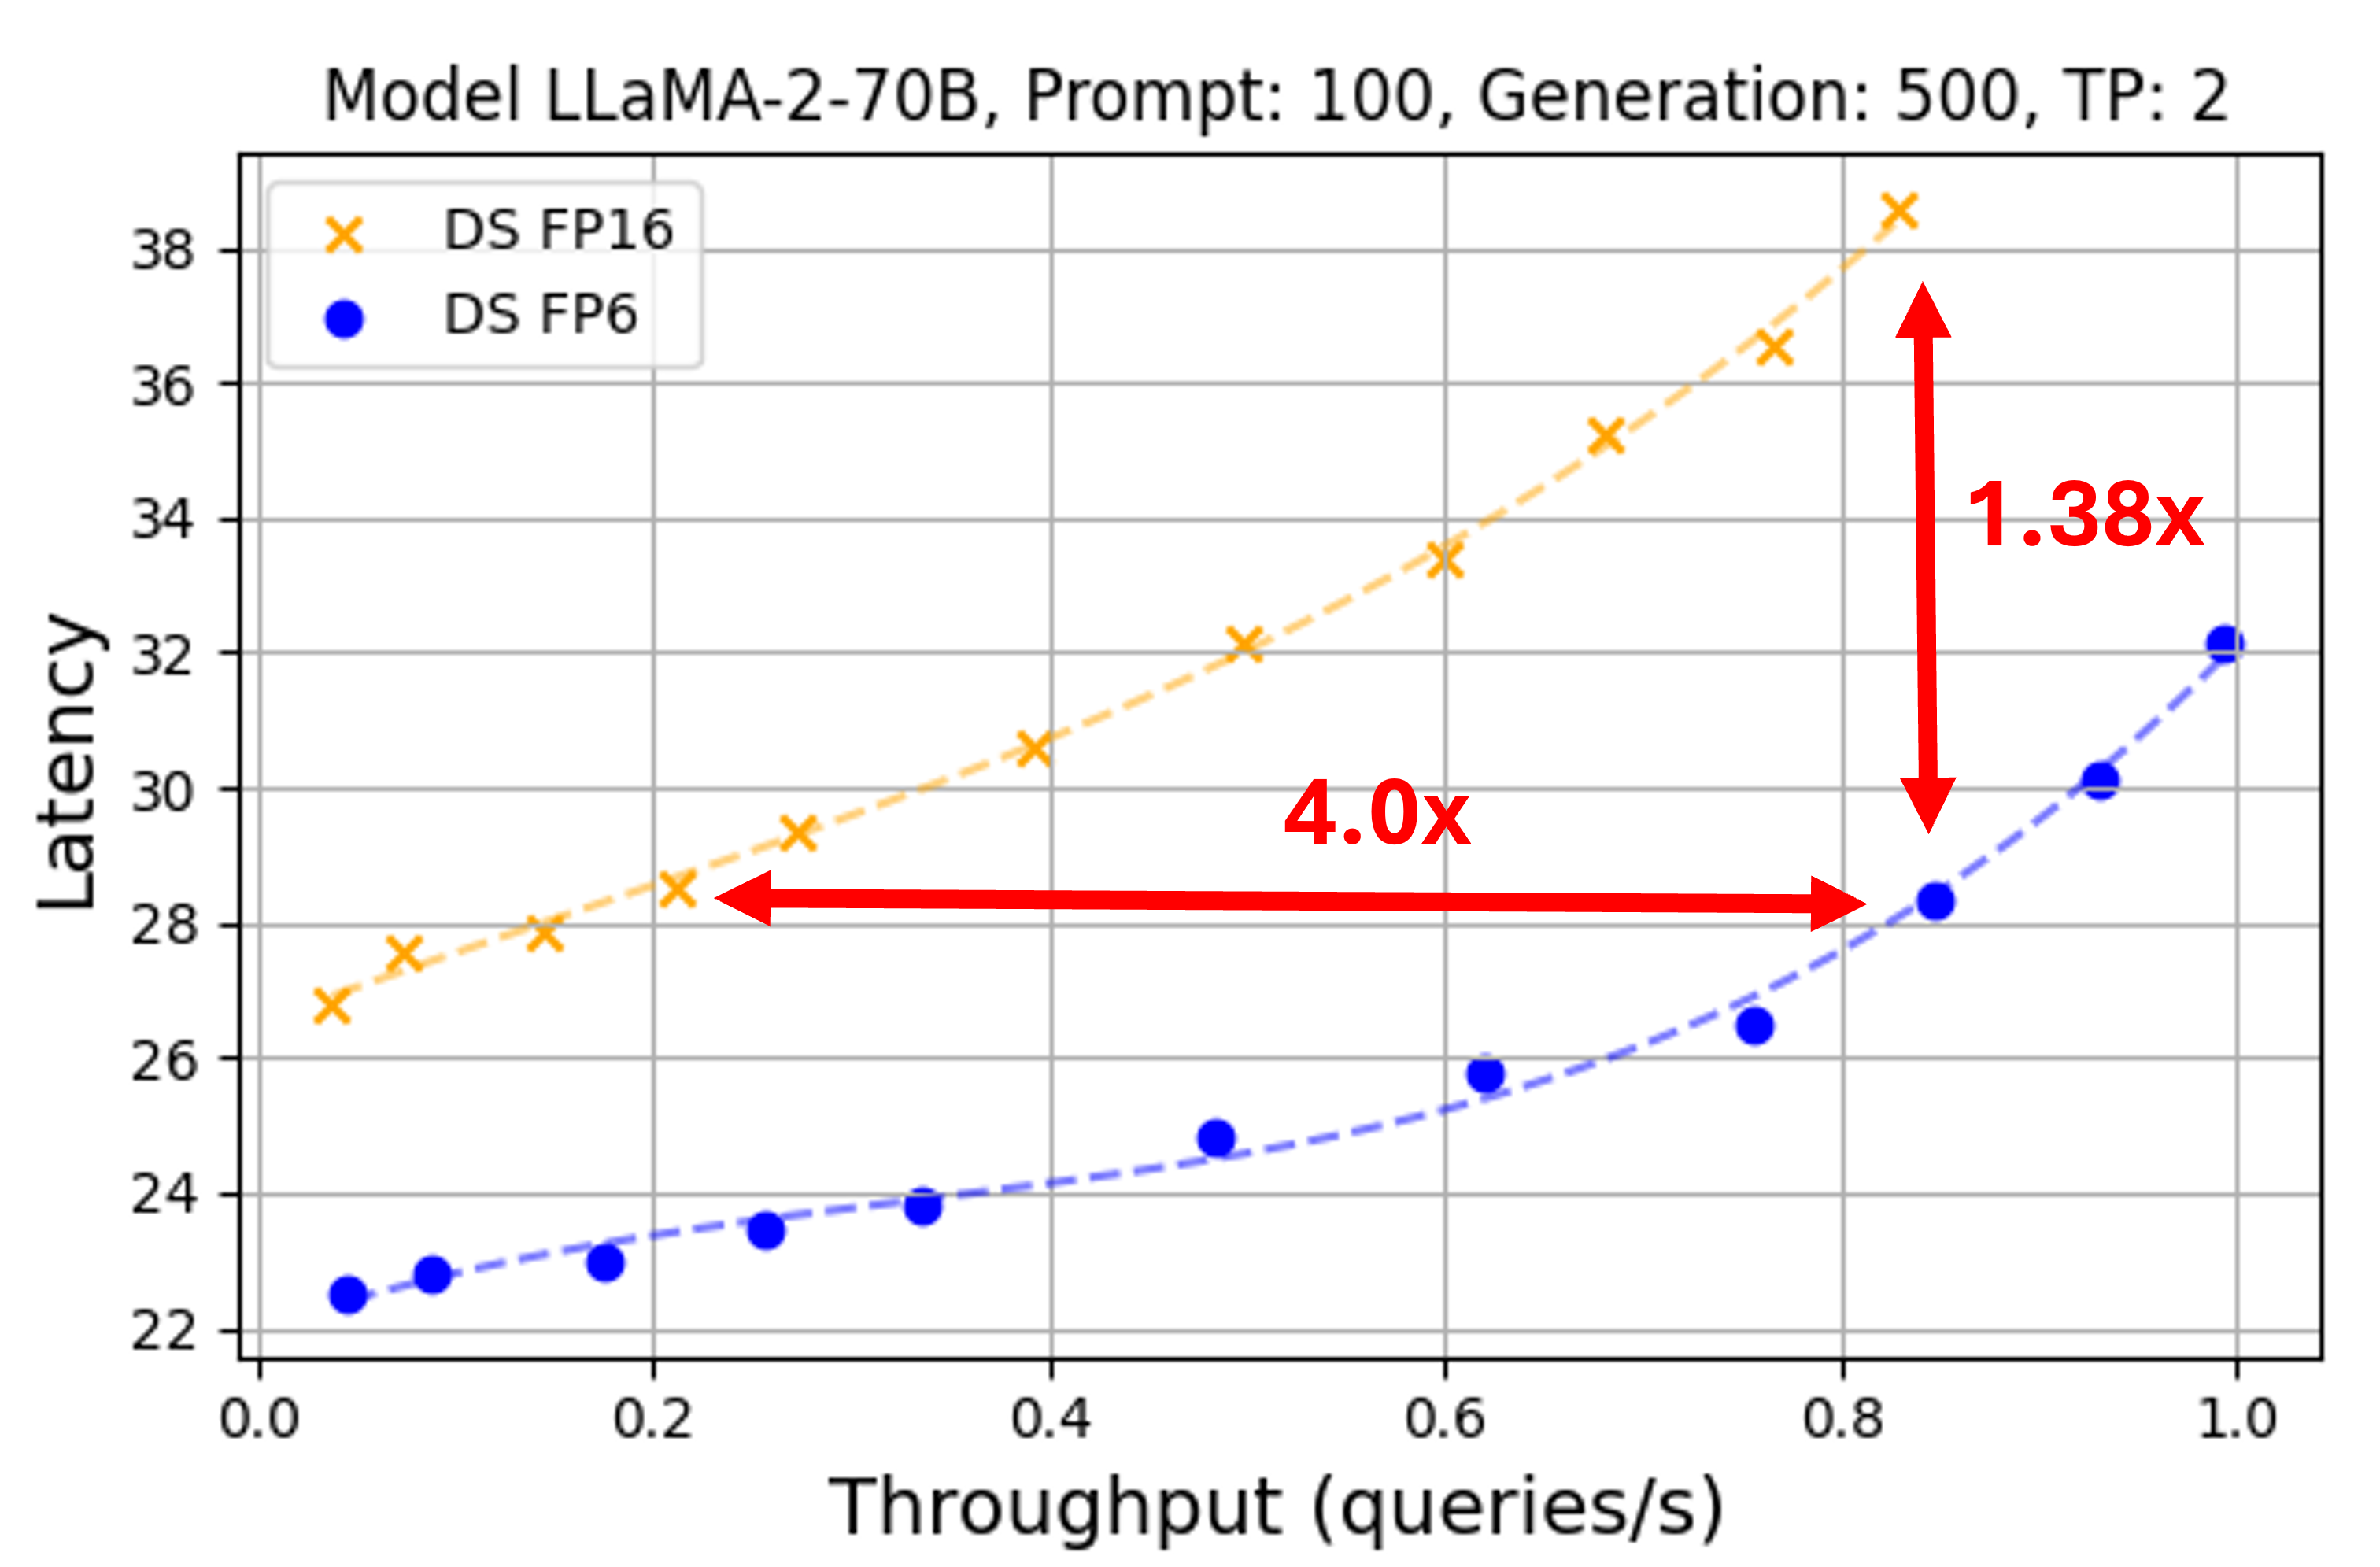 Model LLaMA-2-70B, Prompt: 100, Generation: 500, TP: 2
DS FP16
DS FP6
38
36
34
32
30
28
26
24
22
Latency
1.38x
4.0x
0.0 0.2 0.4 0.6 0.8 1.0
Throughput (queries/s)